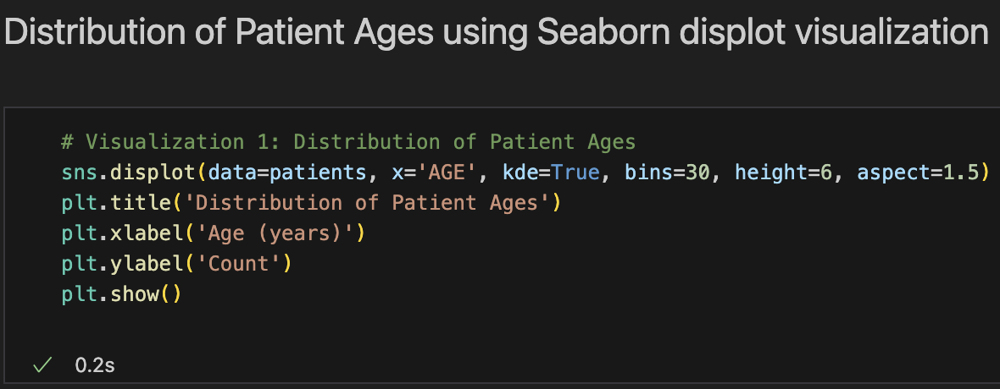 Distribution of Patient Ages using Seaborn displot visualization
# Visualization 1: Distribution of Patient Ages
sns.displot(data=patients, x='AGE', kde=True, bins=30, height=6, aspect=1.5)
plt.title('Distribution of Patient Ages')
plt.xlabel('Age (years)')
plt.ylabel('Count')
plt.show()
✓ 0.2s